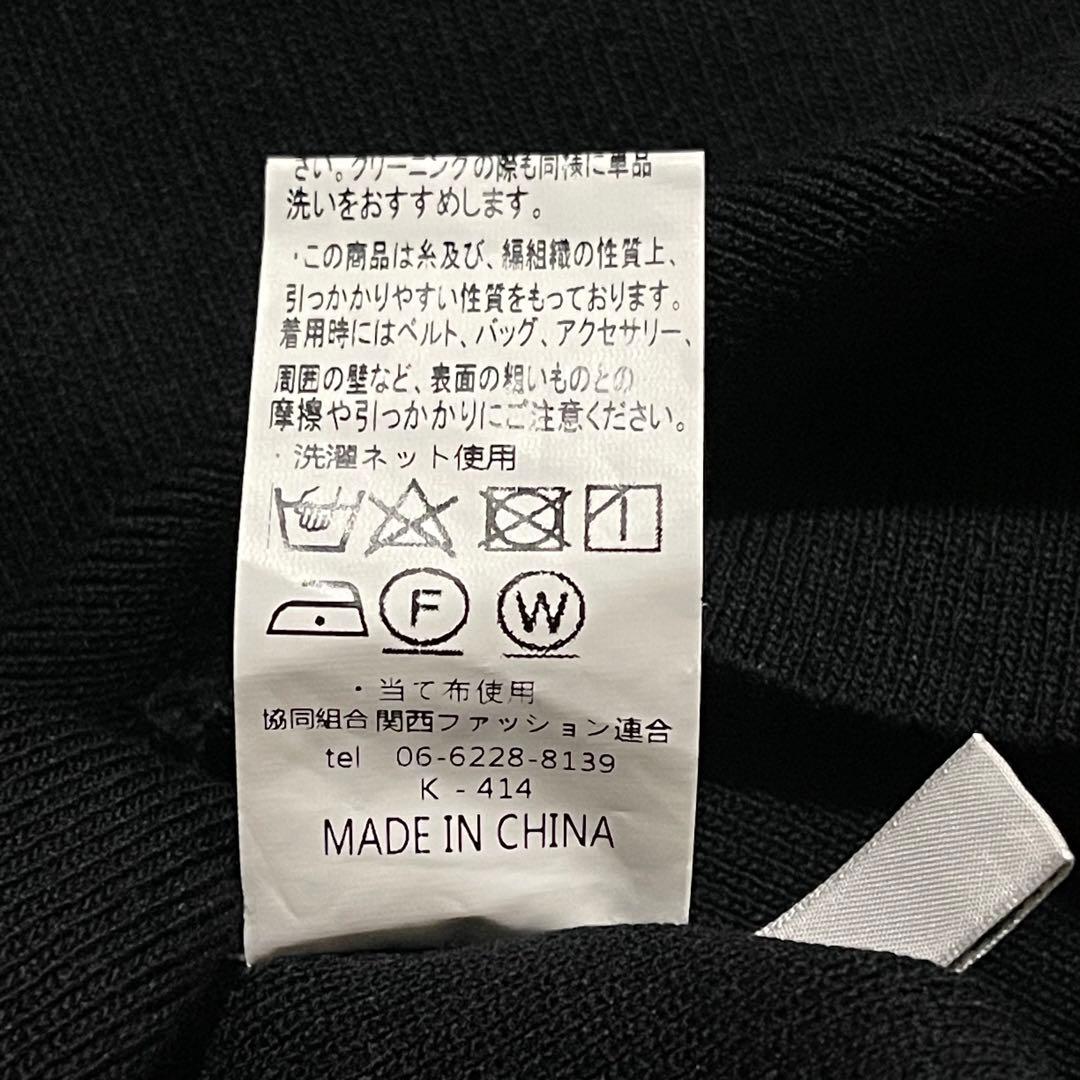 さい。クリーニングの際も同様に単品
洗いをおすすめします。
・この商品は糸及び、編組織の性質上、
引っかかりやすい性質をもっております。
着用時にはベルト、バッグ、アクセサリー、
周囲の壁など、表面の粗いものとの
摩擦や引っかかりにご注意ください。
・洗濯ネット使用
F W
・当て布使用
協同組合 関西ファッション連合
tel 06-6228-8139
K - 414
MADE IN CHINA